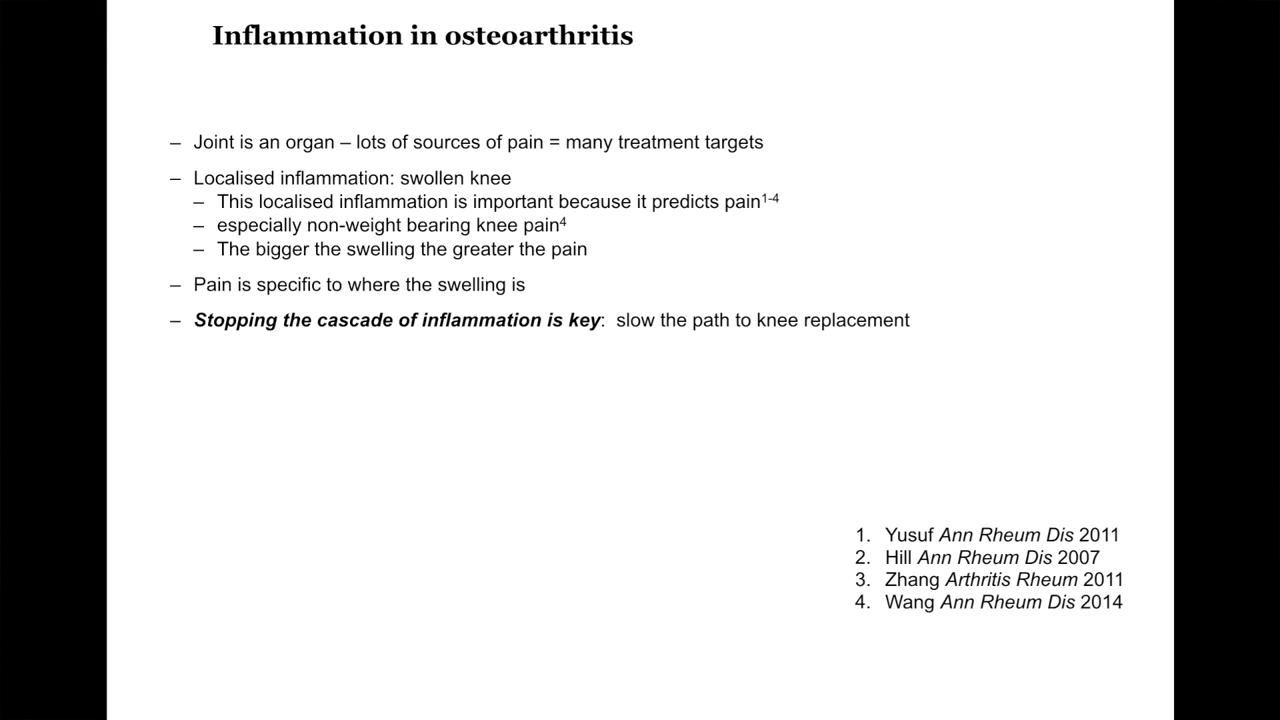 Inflammation in osteoarthritis
– Joint is an organ – lots of sources of pain = many treatment targets
– Localised inflammation: swollen knee
– This localised inflammation is important because it predicts pain1-4
– especially non-weight bearing knee pain4
– The bigger the swelling the greater the pain
– Pain is specific to where the swelling is
– Stopping the cascade of inflammation is key: slow the path to knee replacement
1. Yusuf Ann Rheum Dis 2011
2. Hill Ann Rheum Dis 2007
3. Zhang Arthritis Rheum 2011
4. Wang Ann Rheum Dis 2014